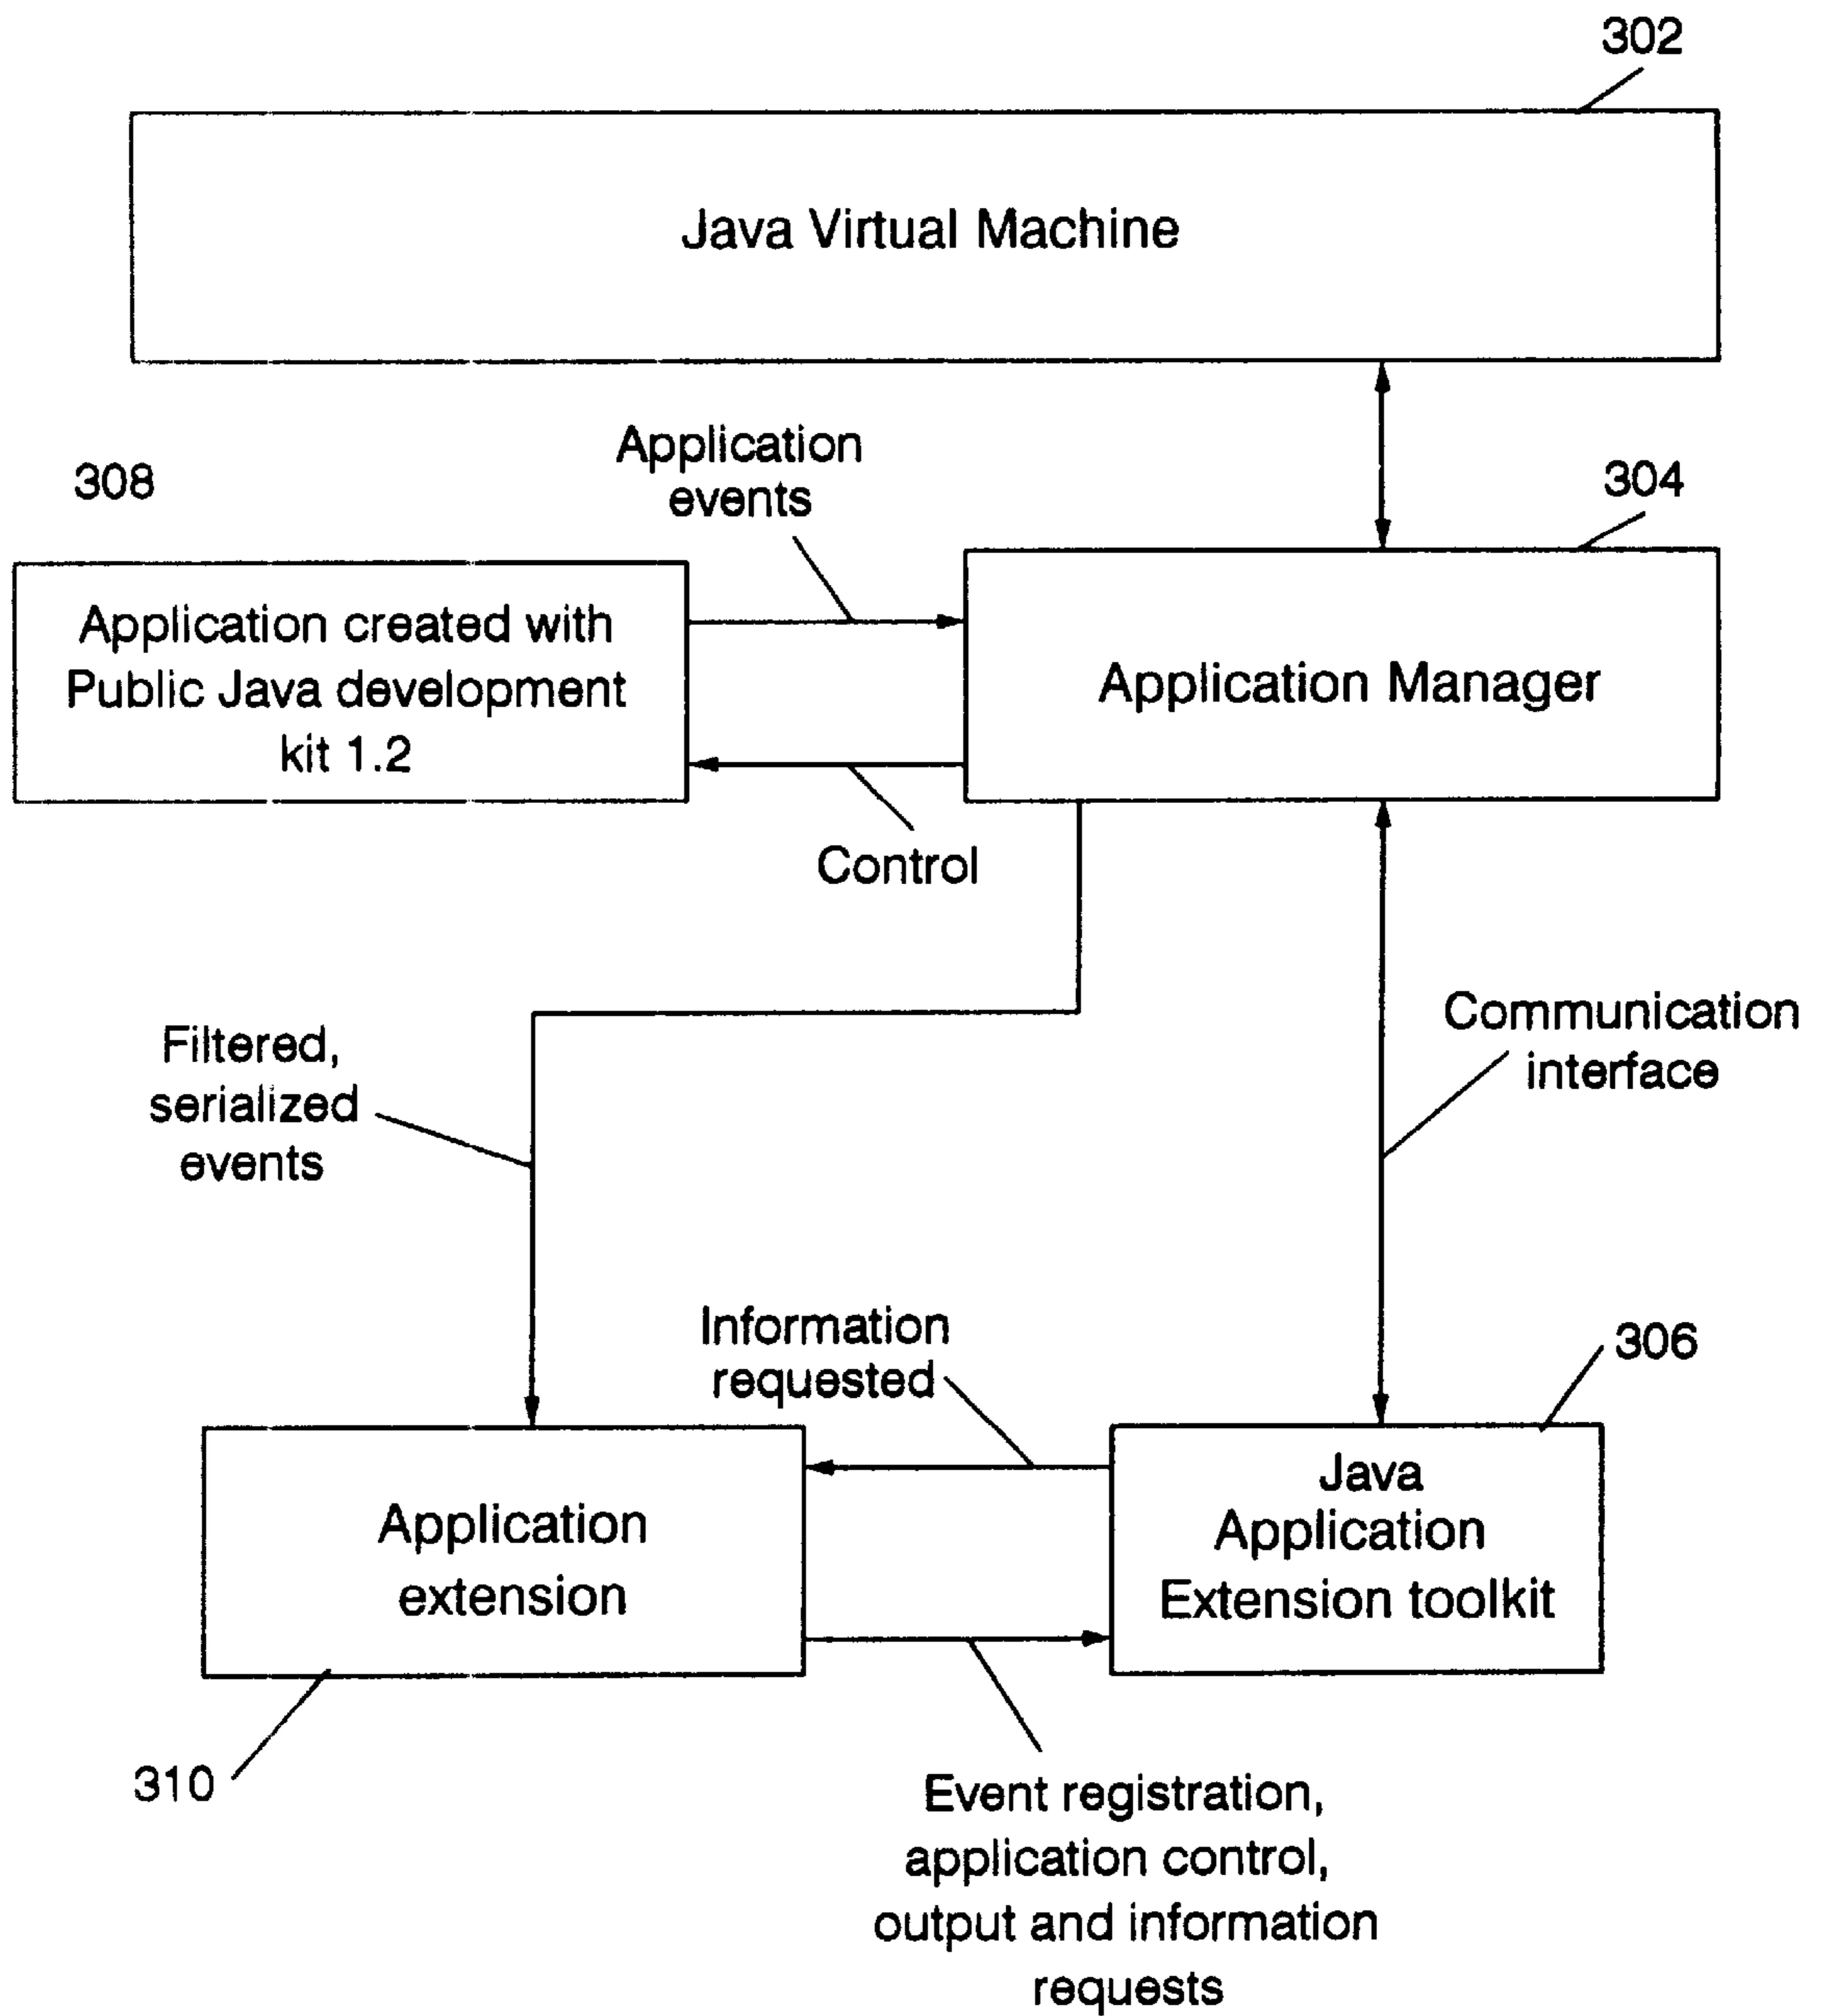 302
Java Virtual Machine
Application
events
308
304
Application created with
Public Java development
kit 1.2
Application Manager
Control
Filtered,
serialized
events
Communication
interface
Information
requested
306
Application
extension
Java
Application
Extension toolkit
310
Event registration,
application control,
output and information
requests